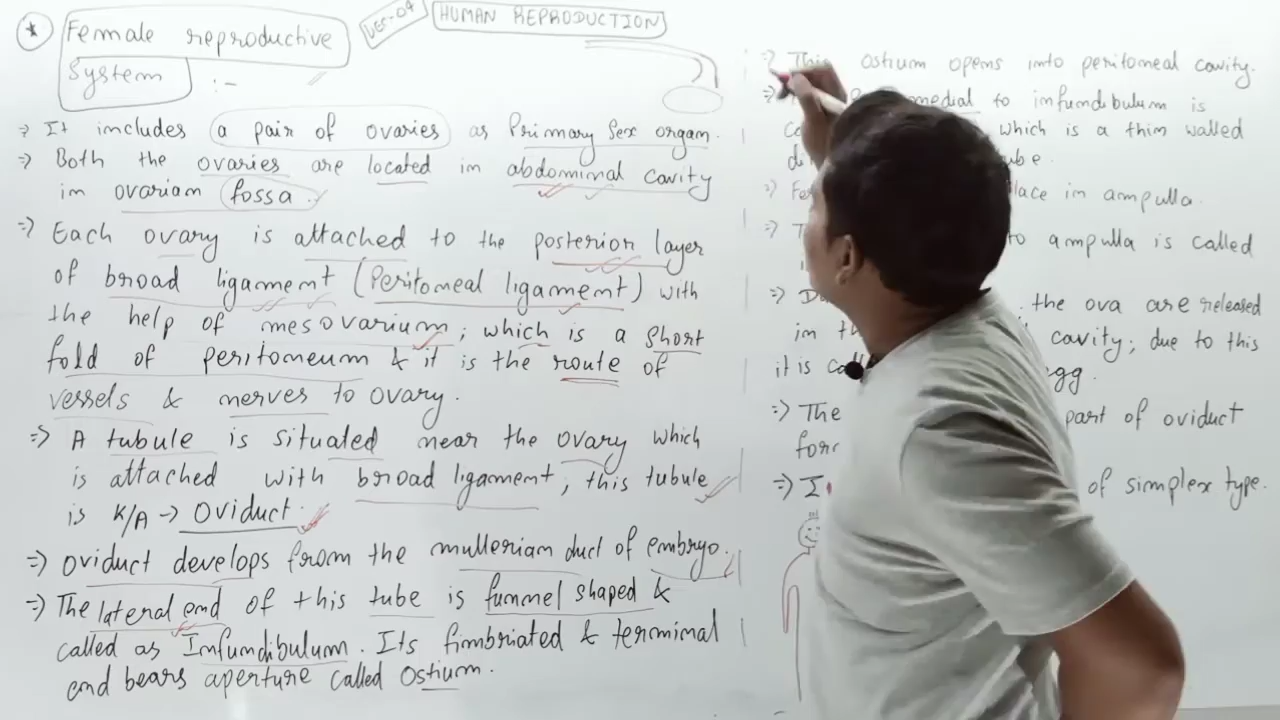 Female reproductive
System :-
LEC-04
HUMAN REPRODUCTION
⇒ It includes a pair of ovaries as Primary Sex organ.
⇒ Both the ovaries are located in abdominal cavity
in ovarian fossa.
⇒ Each ovary is attached to the posterior layer
of broad ligament (Peritoneal ligament) with
the help of mesovarium; which is a short
fold of peritoneum & it is the route of
vessels & nerves to ovary.
⇒ A tubule is situated near the ovary which
is attached with broad ligament; this tubule
is K/A → Oviduct.
⇒ Oviduct develops from the mullerian duct of embryo.
⇒ The lateral end of this tube is funnel shaped &
called as Infundibulum. Its fimbriated & terminal
end bears aperture called Ostium.
⇒ This ostium opens into peritoneal cavity.
⇒ medial to infundibulum is
which is a thin walled
⇒ place in ampulla.
⇒ to ampulla is called
⇒ the ova are released
in cavity; due to this
it is egg.
⇒ The part of oviduct
⇒ of simplex type.